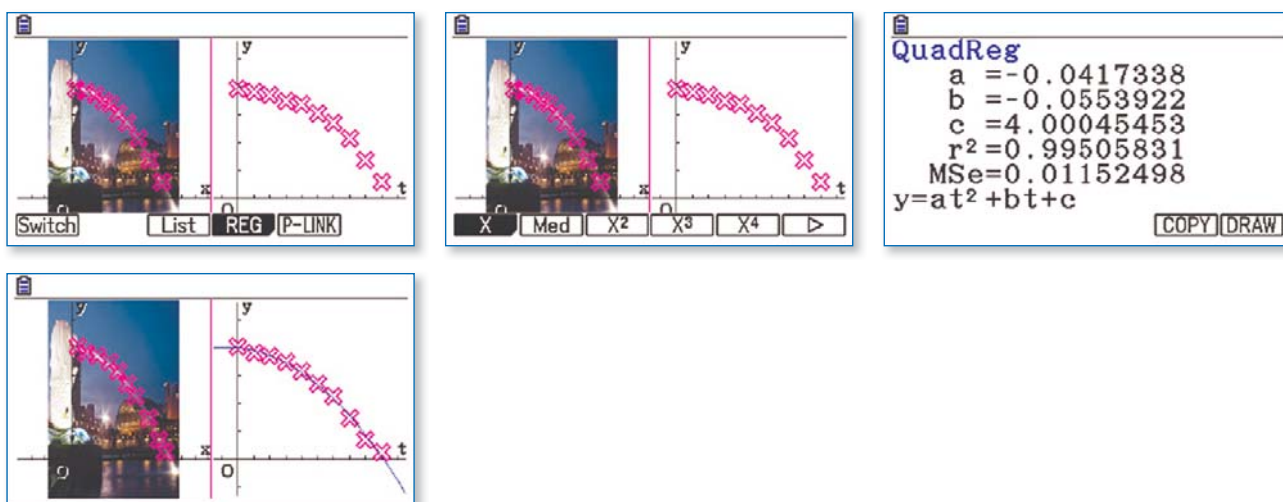 y
y
x
t
O
O
Switch List REG P-LINK
y
x
t
O
X Med X² X³ X⁴ ▷
QuadReg
a =-0.0417338
b =-0.0553922
c =4.00045453
r²=0.99505831
MSe=0.01152498
y=at²+bt+c
COPY DRAW
y
y
x
t
O
O